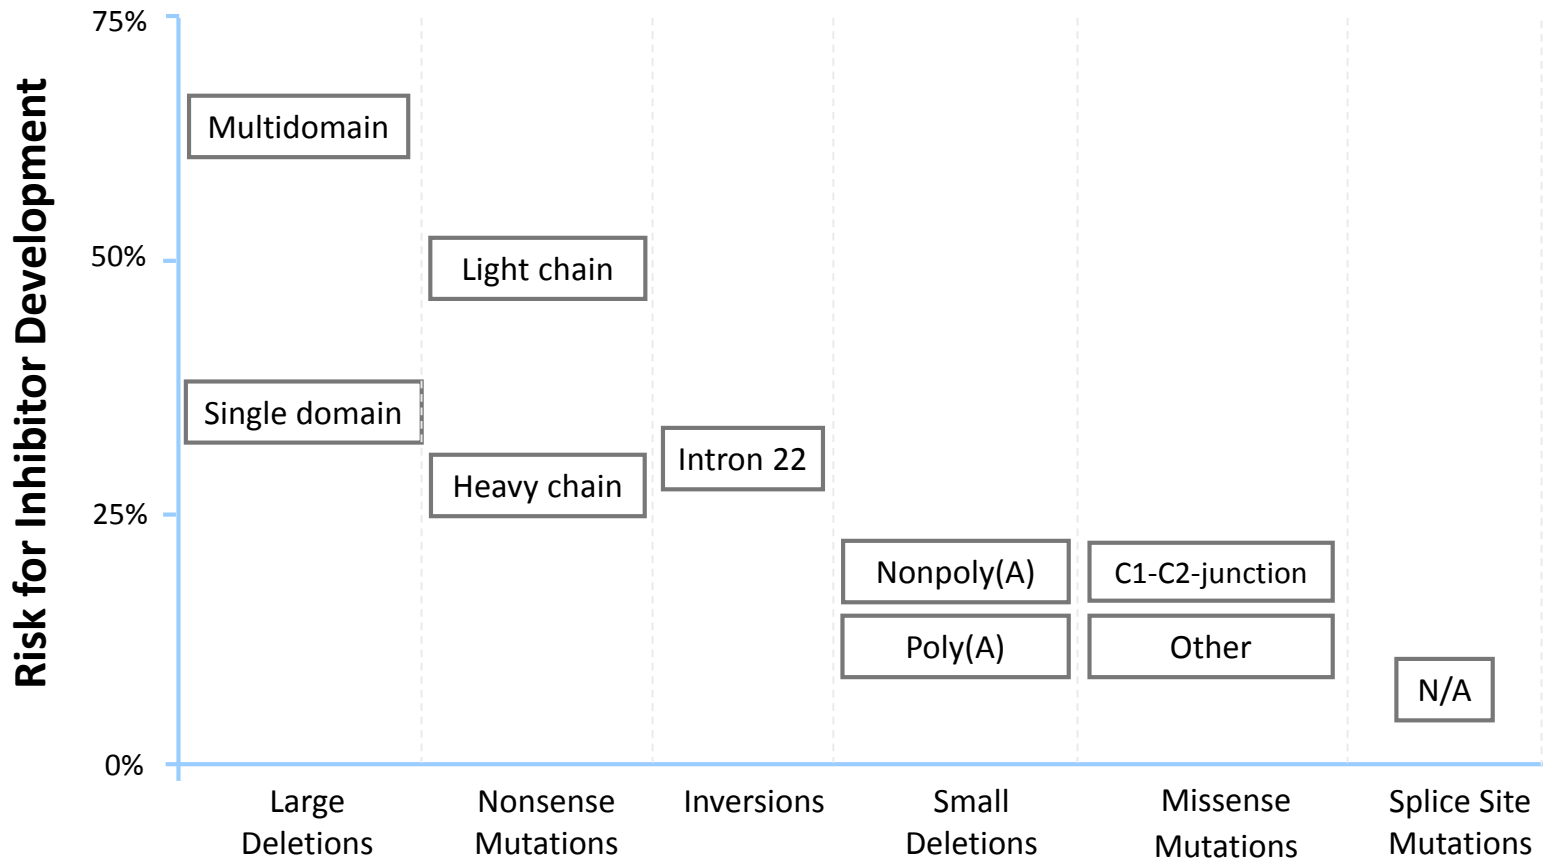 75%
Multidomain
50%
Light chain
Single domain
Intron 22
Heavy chain
25%
Nonpoly(A)
C1-C2-junction
Poly(A)
Other
N/A
0%
Risk for Inhibitor Development
Large
Deletions
Nonsense
Mutations
Inversions
Small
Deletions
Missense
Mutations
Splice Site
Mutations